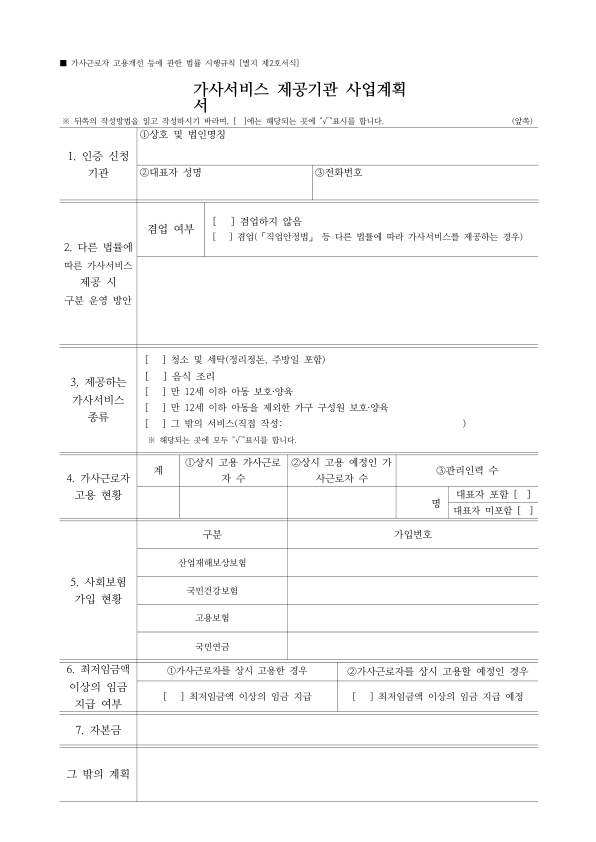 ■ 가사근로자 고용개선 등에 관한 법률 시행규칙 [별지 제2호서식]
가사서비스 제공기관 사업계획
서
※ 뒤쪽의 작성방법을 읽고 작성하시기 바라며, [  ]에는 해당되는 곳에 "√"표시를 합니다.
(앞쪽)
1. 인증 신청
기관
①상호 및 법인명칭
②대표자 성명
③전화번호
2. 다른 법률에
따른 가사서비스
제공 시
구분 운영 방안
겸업 여부
[   ] 겸업하지 않음
[   ] 겸업(「직업안정법」 등 다른 법률에 따라 가사서비스를 제공하는 경우)
3. 제공하는
가사서비스
종류
[   ] 청소 및 세탁(정리정돈, 주방일 포함)
[   ] 음식 조리
[   ] 만 12세 이하 아동 보호·양육
[   ] 만 12세 이하 아동을 제외한 가구 구성원 보호·양육
[   ] 그 밖의 서비스(직접 작성:                                        )
※ 해당되는 곳에 모두 "√"표시를 합니다.
4. 가사근로자
고용 현황
계
①상시 고용 가사근로
자 수
②상시 고용 예정인 가
사근로자 수
③관리인력 수
명
대표자 포함 [   ]
대표자 미포함 [   ]
5. 사회보험
가입 현황
구분
가입번호
산업재해보상보험
국민건강보험
고용보험
국민연금
6. 최저임금액
이상의 임금
지급 여부
①가사근로자를 상시 고용한 경우
②가사근로자를 상시 고용할 예정인 경우
[   ] 최저임금액 이상의 임금 지급
[   ] 최저임금액 이상의 임금 지급 예정
7. 자본금
그 밖의 계획